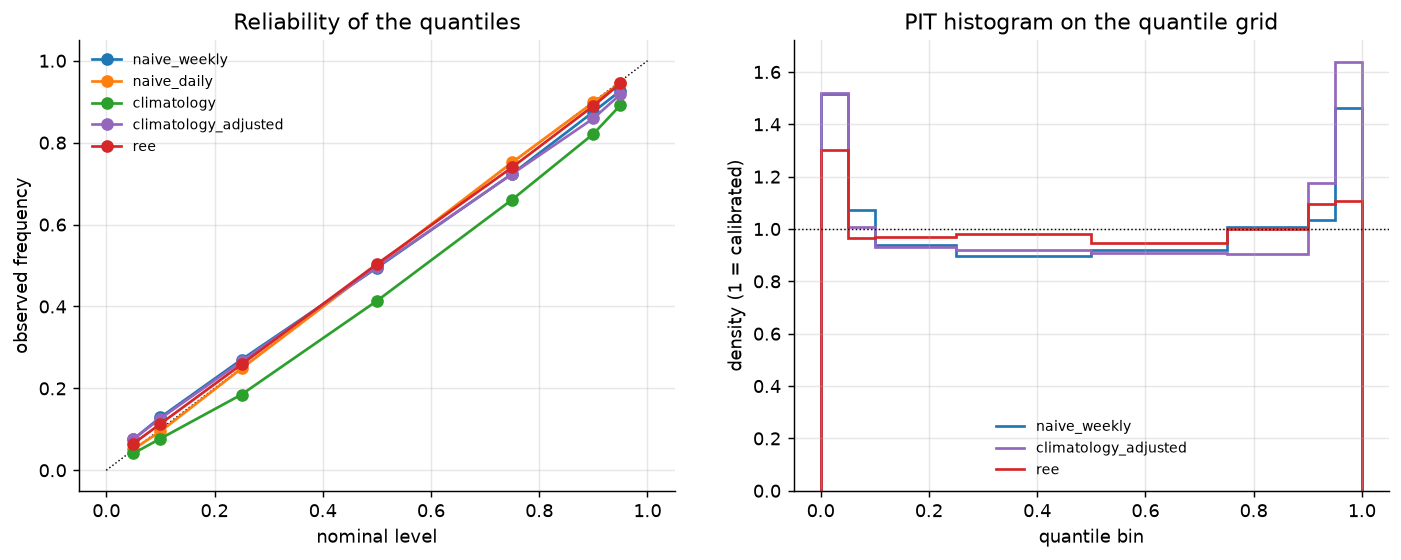 Reliability of the quantiles
1.0
0.8
0.6
0.4
0.2
0.0
observed frequency
naive_weekly
naive_daily
climatology
climatology_adjusted
ree
0.0 0.2 0.4 0.6 0.8 1.0
nominal level
PIT histogram on the quantile grid
1.6
1.4
1.2
1.0
0.8
0.6
0.4
0.2
0.0
density (1 = calibrated)
naive_weekly
climatology_adjusted
ree
0.0 0.2 0.4 0.6 0.8 1.0
quantile bin